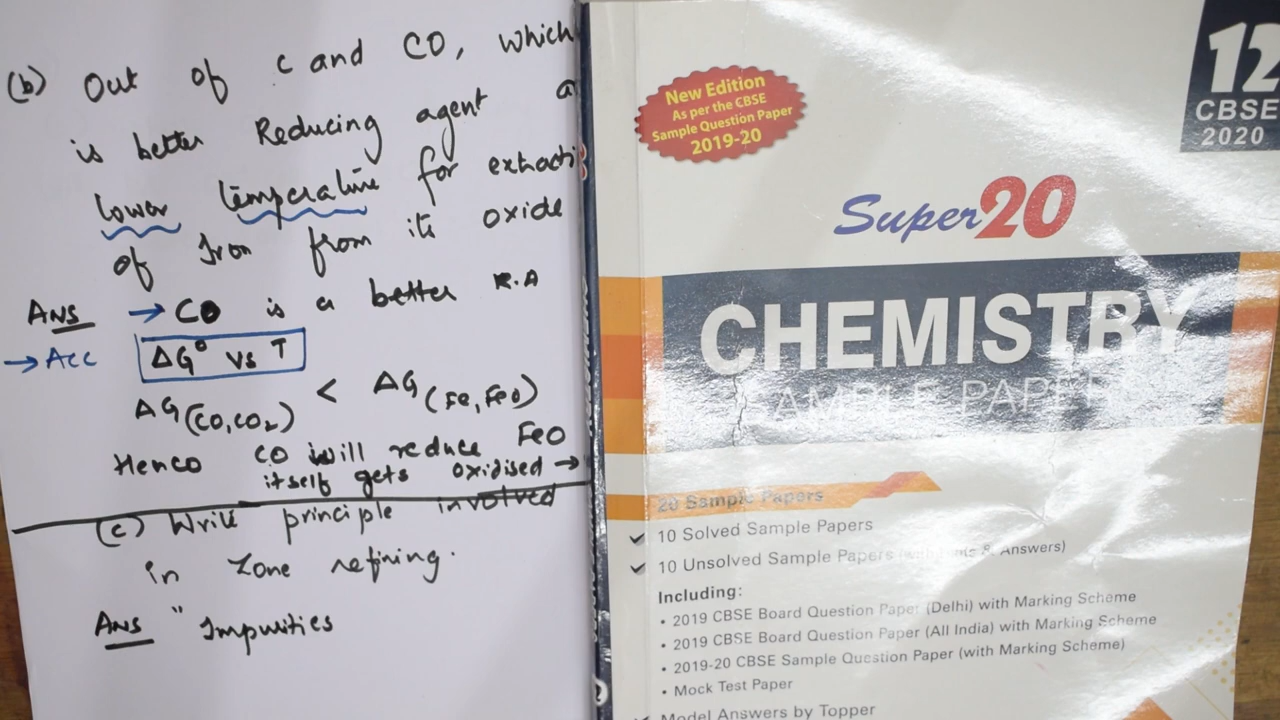 (b) Out of C and CO, which
is better Reducing agent a
lower temperature for extracti
of Iron from its oxide
Ans → CO is a better R.A
→ Acc ΔG° vs T
ΔG(CO,CO₂) < ΔG(Fe,FeO)
Hence CO will reduce FeO
itself gets oxidised →
(c) Write principle involved
in Zone refining.
Ans " Impurities
New Edition
As per the CBSE
Sample Question Paper
2019-20
12
CBSE
2020
Super20
CHEMISTRY
SAMPLE PAPER
20 Sample Papers
✓ 10 Solved Sample Papers
✓ 10 Unsolved Sample Papers (with & Answers)
Including:
• 2019 CBSE Board Question Paper (Delhi) with Marking Scheme
• 2019 CBSE Board Question Paper (All India) with Marking Scheme
• 2019-20 CBSE Sample Question Paper (with Marking Scheme)
• Mock Test Paper
✓ Model Answers by Topper